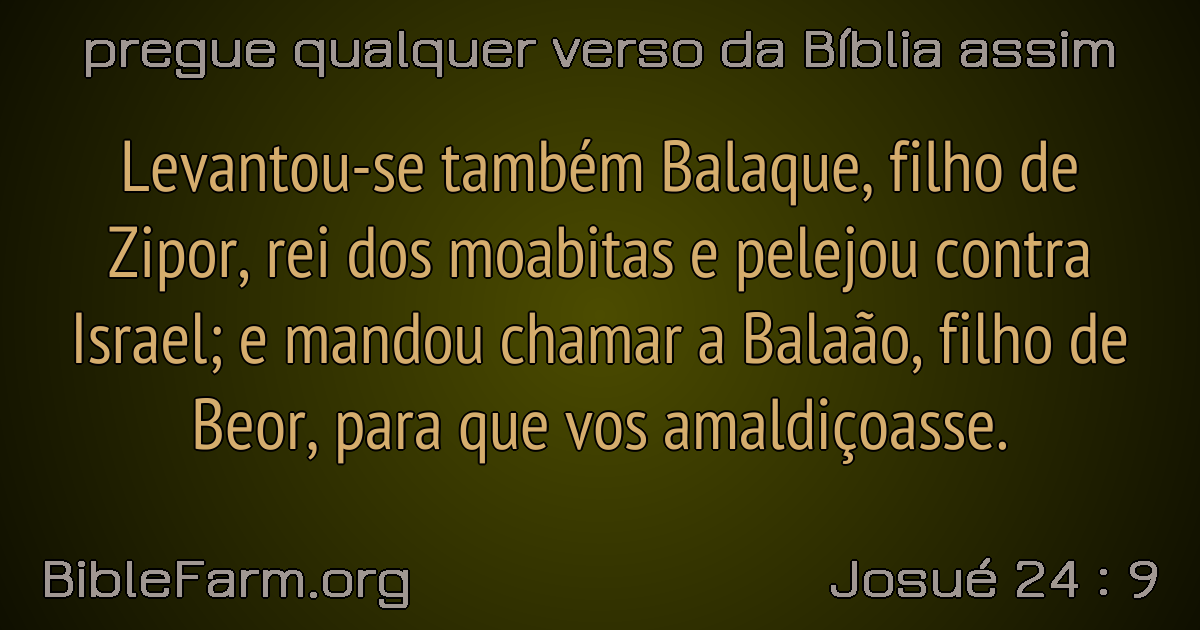 pregue qualquer verso da Bíblia assim
Levantou-se também Balaque, filho de
Zipor, rei dos moabitas e pelejou contra
Israel; e mandou chamar a Balaão, filho de
Beor, para que vos amaldiçoasse.
BibleFarm.org
Josué 24 : 9